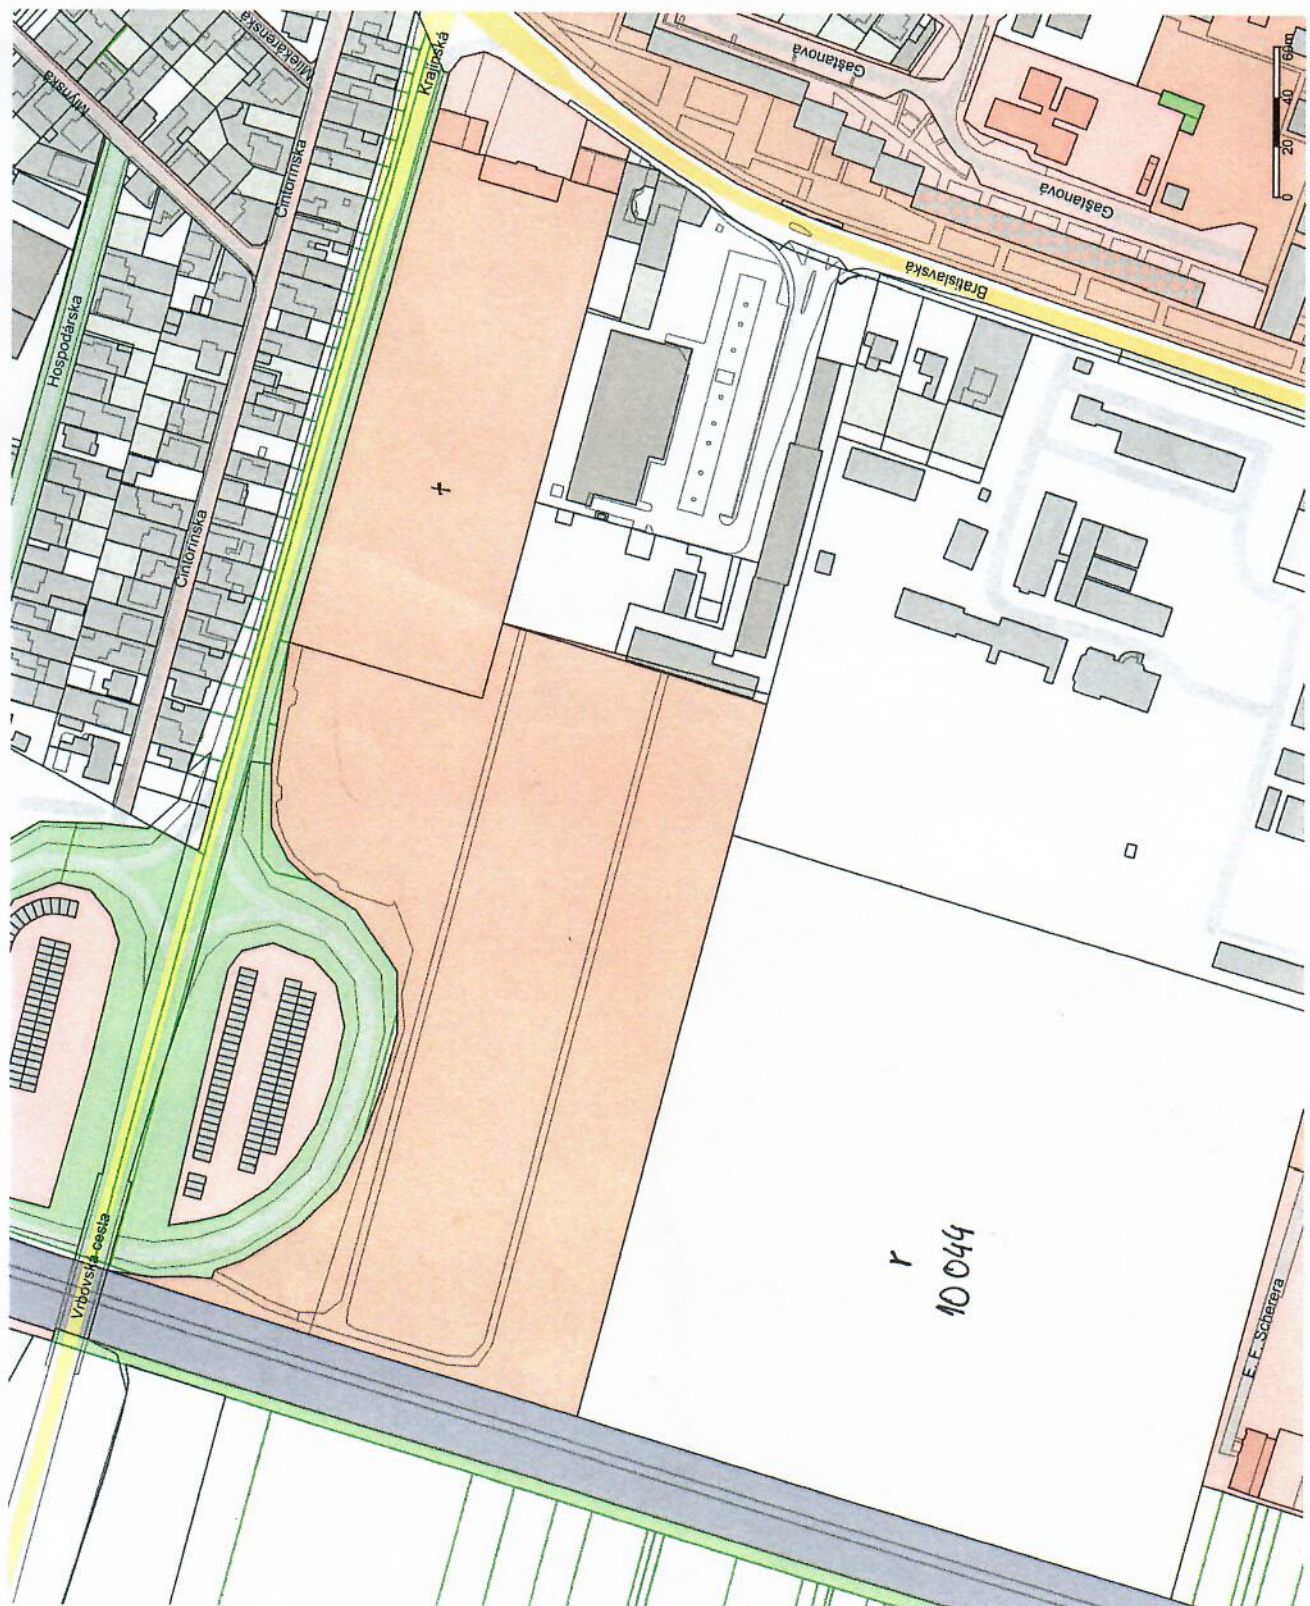 Mlynská
Mliekárenská
Krajinská
Gaštanová
60m
40
20
0
Cintorínska
Gaštanová
Hospodárska
Bratislavská
Cintorínska
Vrbovská cesta
r
10044
F. E. Scherera